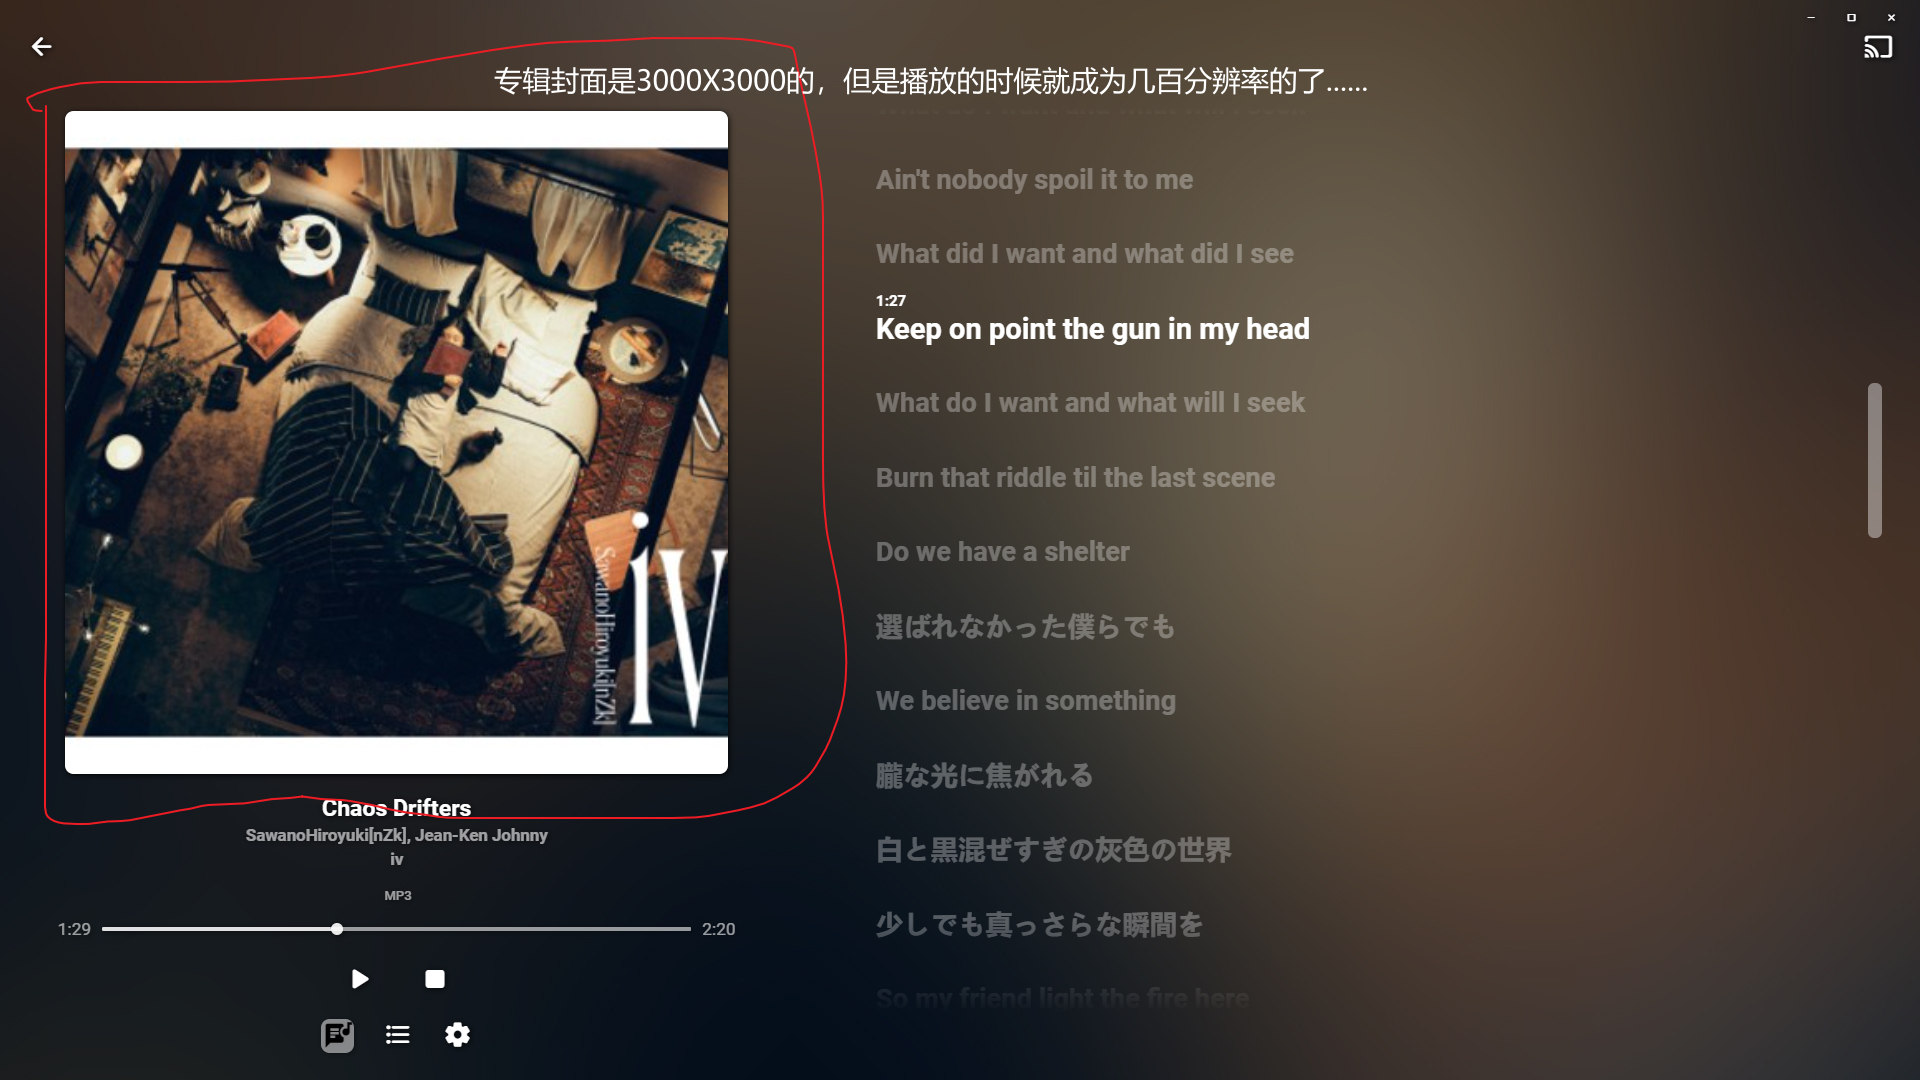 专辑封面是3000X3000的，但是播放的时候就成为几百分辨率的了......
Ain't nobody spoil it to me
What did I want and what did I see
1:27
Keep on point the gun in my head
What do I want and what will I seek
Burn that riddle til the last scene
Do we have a shelter
選ばれなかった僕らでも
We believe in something
朧な光に焦がれる
白と黒混ぜすぎの灰色の世界
少しでも真っさらな瞬間を
So my friend light the fire here
SawanoHiroyuki[nZk]
iv
Chaos Drifters
SawanoHiroyuki[nZk], Jean-Ken Johnny
iv
MP3
1:29
2:20